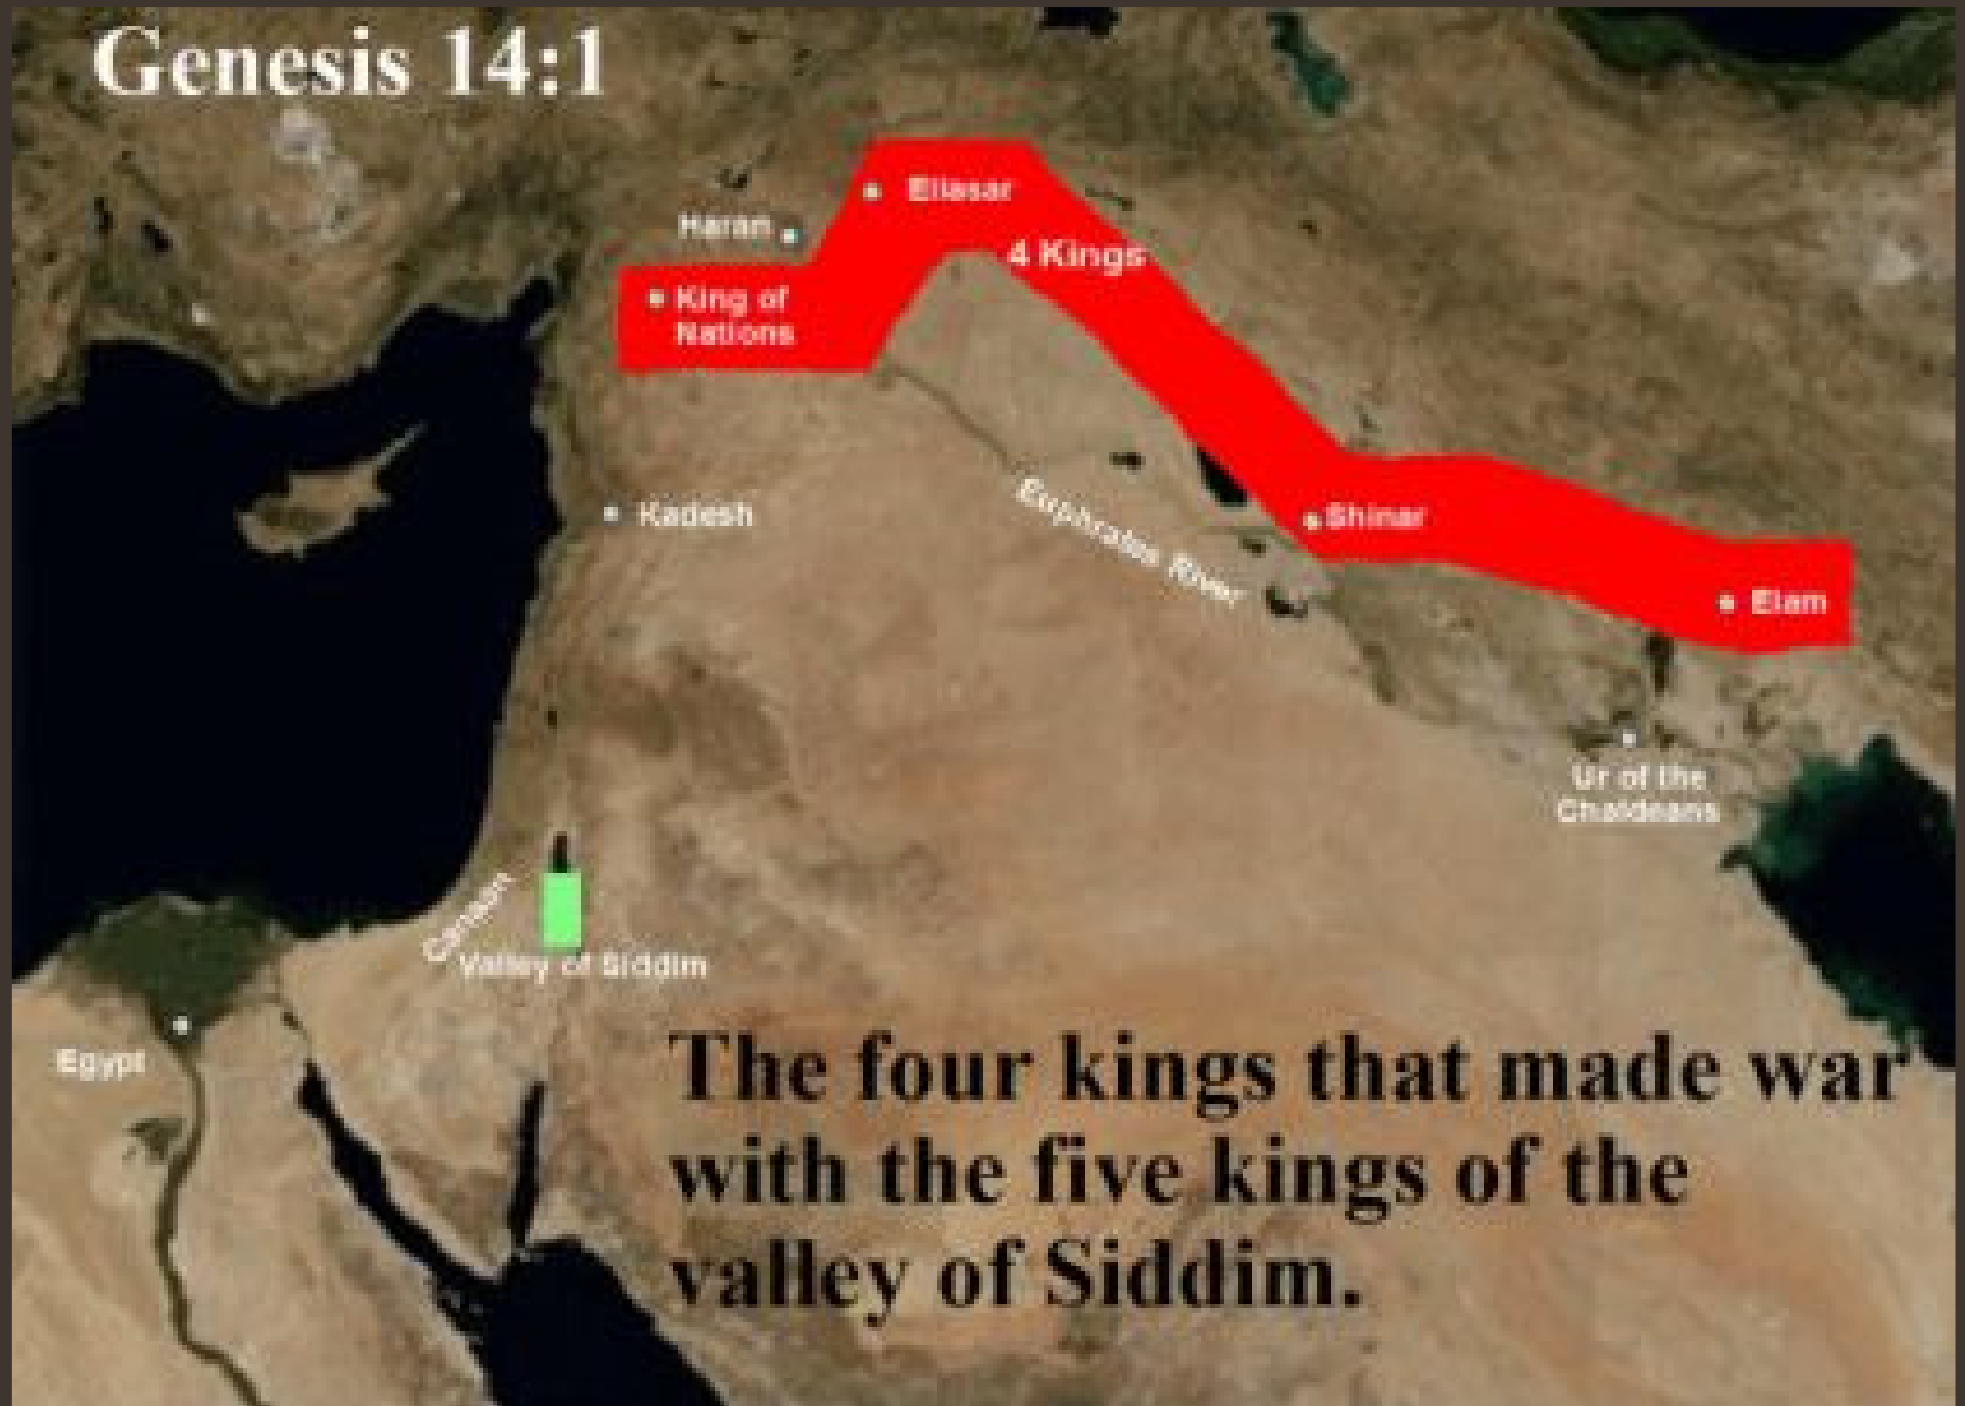 Genesis 14:1
Ellasar
Haran
4 Kings
King of
Nations
Kadesh
Euphrates River
Shinar
Elam
Ur of the
Chaldeans
Canaan
Valley of Siddim
Egypt
The four kings that made war
with the five kings of the
valley of Siddim.